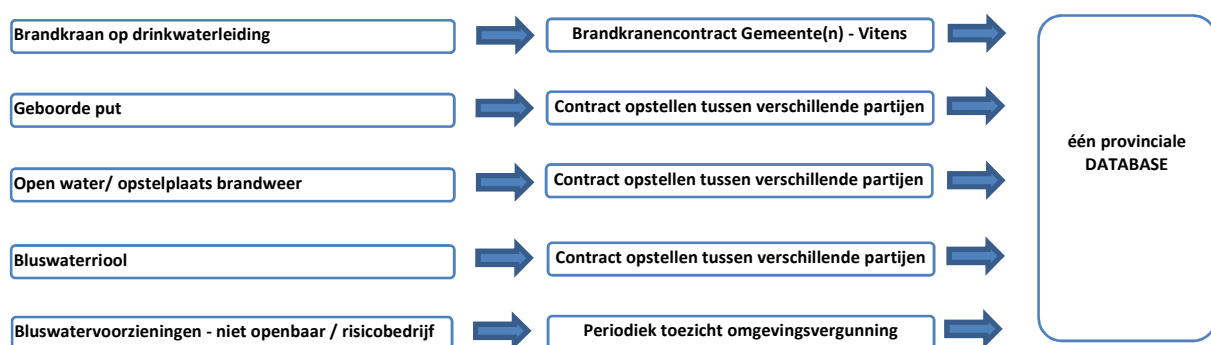 Brandkraan op drinkwaterleiding
Brandkranencontract Gemeente(n) - Vitens
Geboorde put
Contract opstellen tussen verschillende partijen
Open water/ opstelplaats brandweer
Contract opstellen tussen verschillende partijen
Bluswaterriool
Contract opstellen tussen verschillende partijen
Bluswatervoorzieningen - niet openbaar / risicobedrijf
Periodiek toezicht omgevingsvergunning
één provinciale
DATABASE